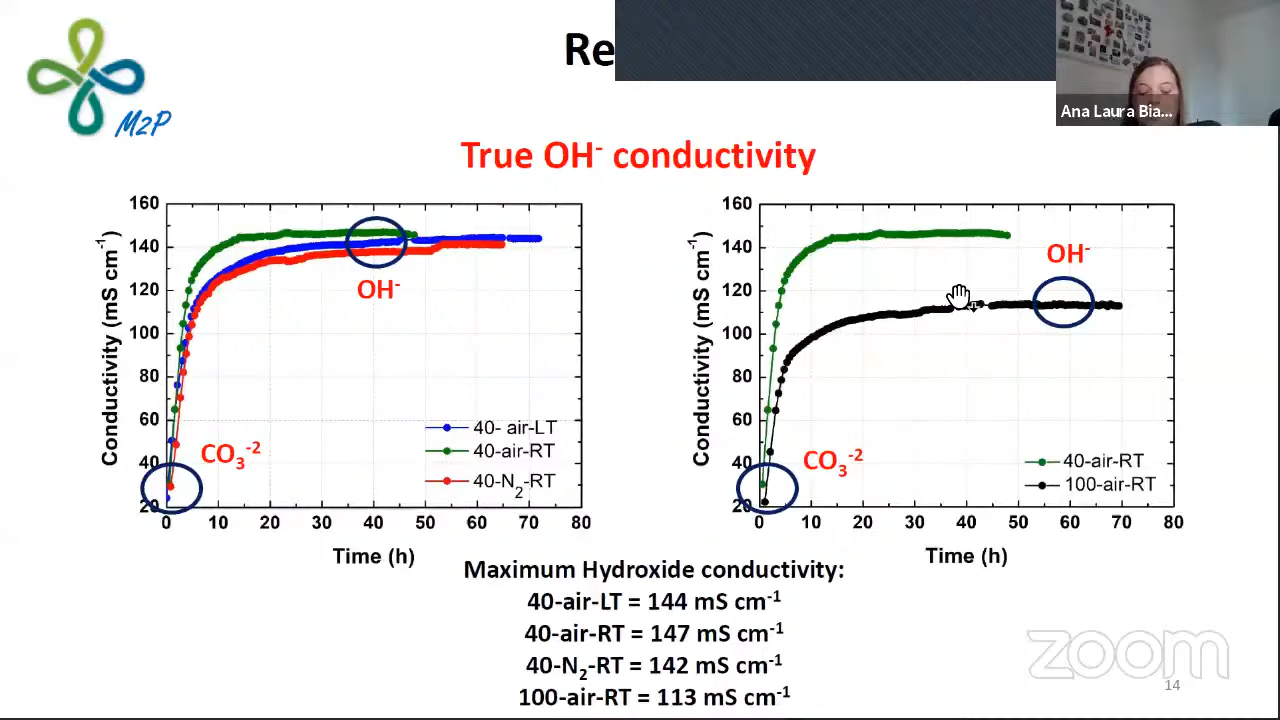 M2P
Re
Ana Laura Bia...
True OH⁻ conductivity
160
140
120
100
80
60
40
20
0 10 20 30 40 50 60 70 80
Conductivity (mS cm⁻¹)
Time (h)
OH⁻
CO₃⁻²
40- air-LT
40-air-RT
40-N₂-RT
160
140
120
100
80
60
40
20
0 10 20 30 40 50 60 70 80
Conductivity (mS cm⁻¹)
Time (h)
OH⁻
CO₃⁻²
40-air-RT
100-air-RT
Maximum Hydroxide conductivity:
40-air-LT = 144 mS cm⁻¹
40-air-RT = 147 mS cm⁻¹
40-N₂-RT = 142 mS cm⁻¹
100-air-RT = 113 mS cm⁻¹
zoom
14